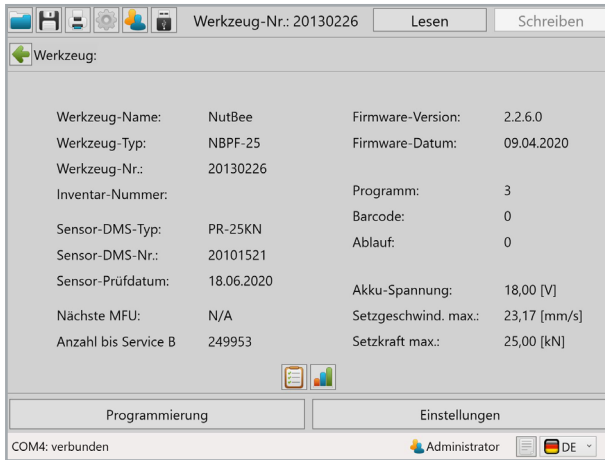 Werkzeug-Nr.: 20130226 Lesen Schreiben
Werkzeug:
Werkzeug-Name: NutBee Firmware-Version: 2.2.6.0
Werkzeug-Typ: NBPF-25 Firmware-Datum: 09.04.2020
Werkzeug-Nr.: 20130226
Inventar-Nummer: Programm: 3
Barcode: 0
Sensor-DMS-Typ: PR-25KN
Ablauf: 0
Sensor-DMS-Nr.: 20101521
Sensor-Prüfdatum: 18.06.2020
Akku-Spannung: 18,00 [V]
Nächste MFU: N/A Setzgeschwind. max.: 23,17 [mm/s]
Anzahl bis Service B 249953 Setzkraft max.: 25,00 [kN]
Programmierung Einstellungen
COM4: verbunden Administrator DE